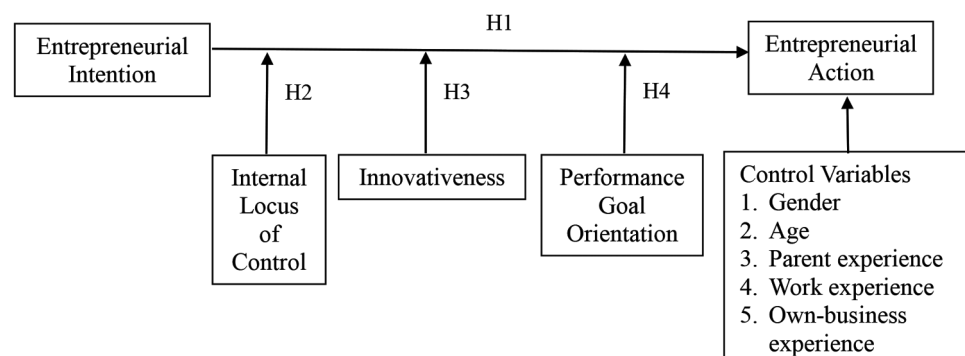 H1
Entrepreneurial
Intention
Entrepreneurial
Action
H2
H3
H4
Internal
Locus
of
Control
Innovativeness
Performance
Goal
Orientation
Control Variables
1. Gender
2. Age
3. Parent experience
4. Work experience
5. Own-business
experience